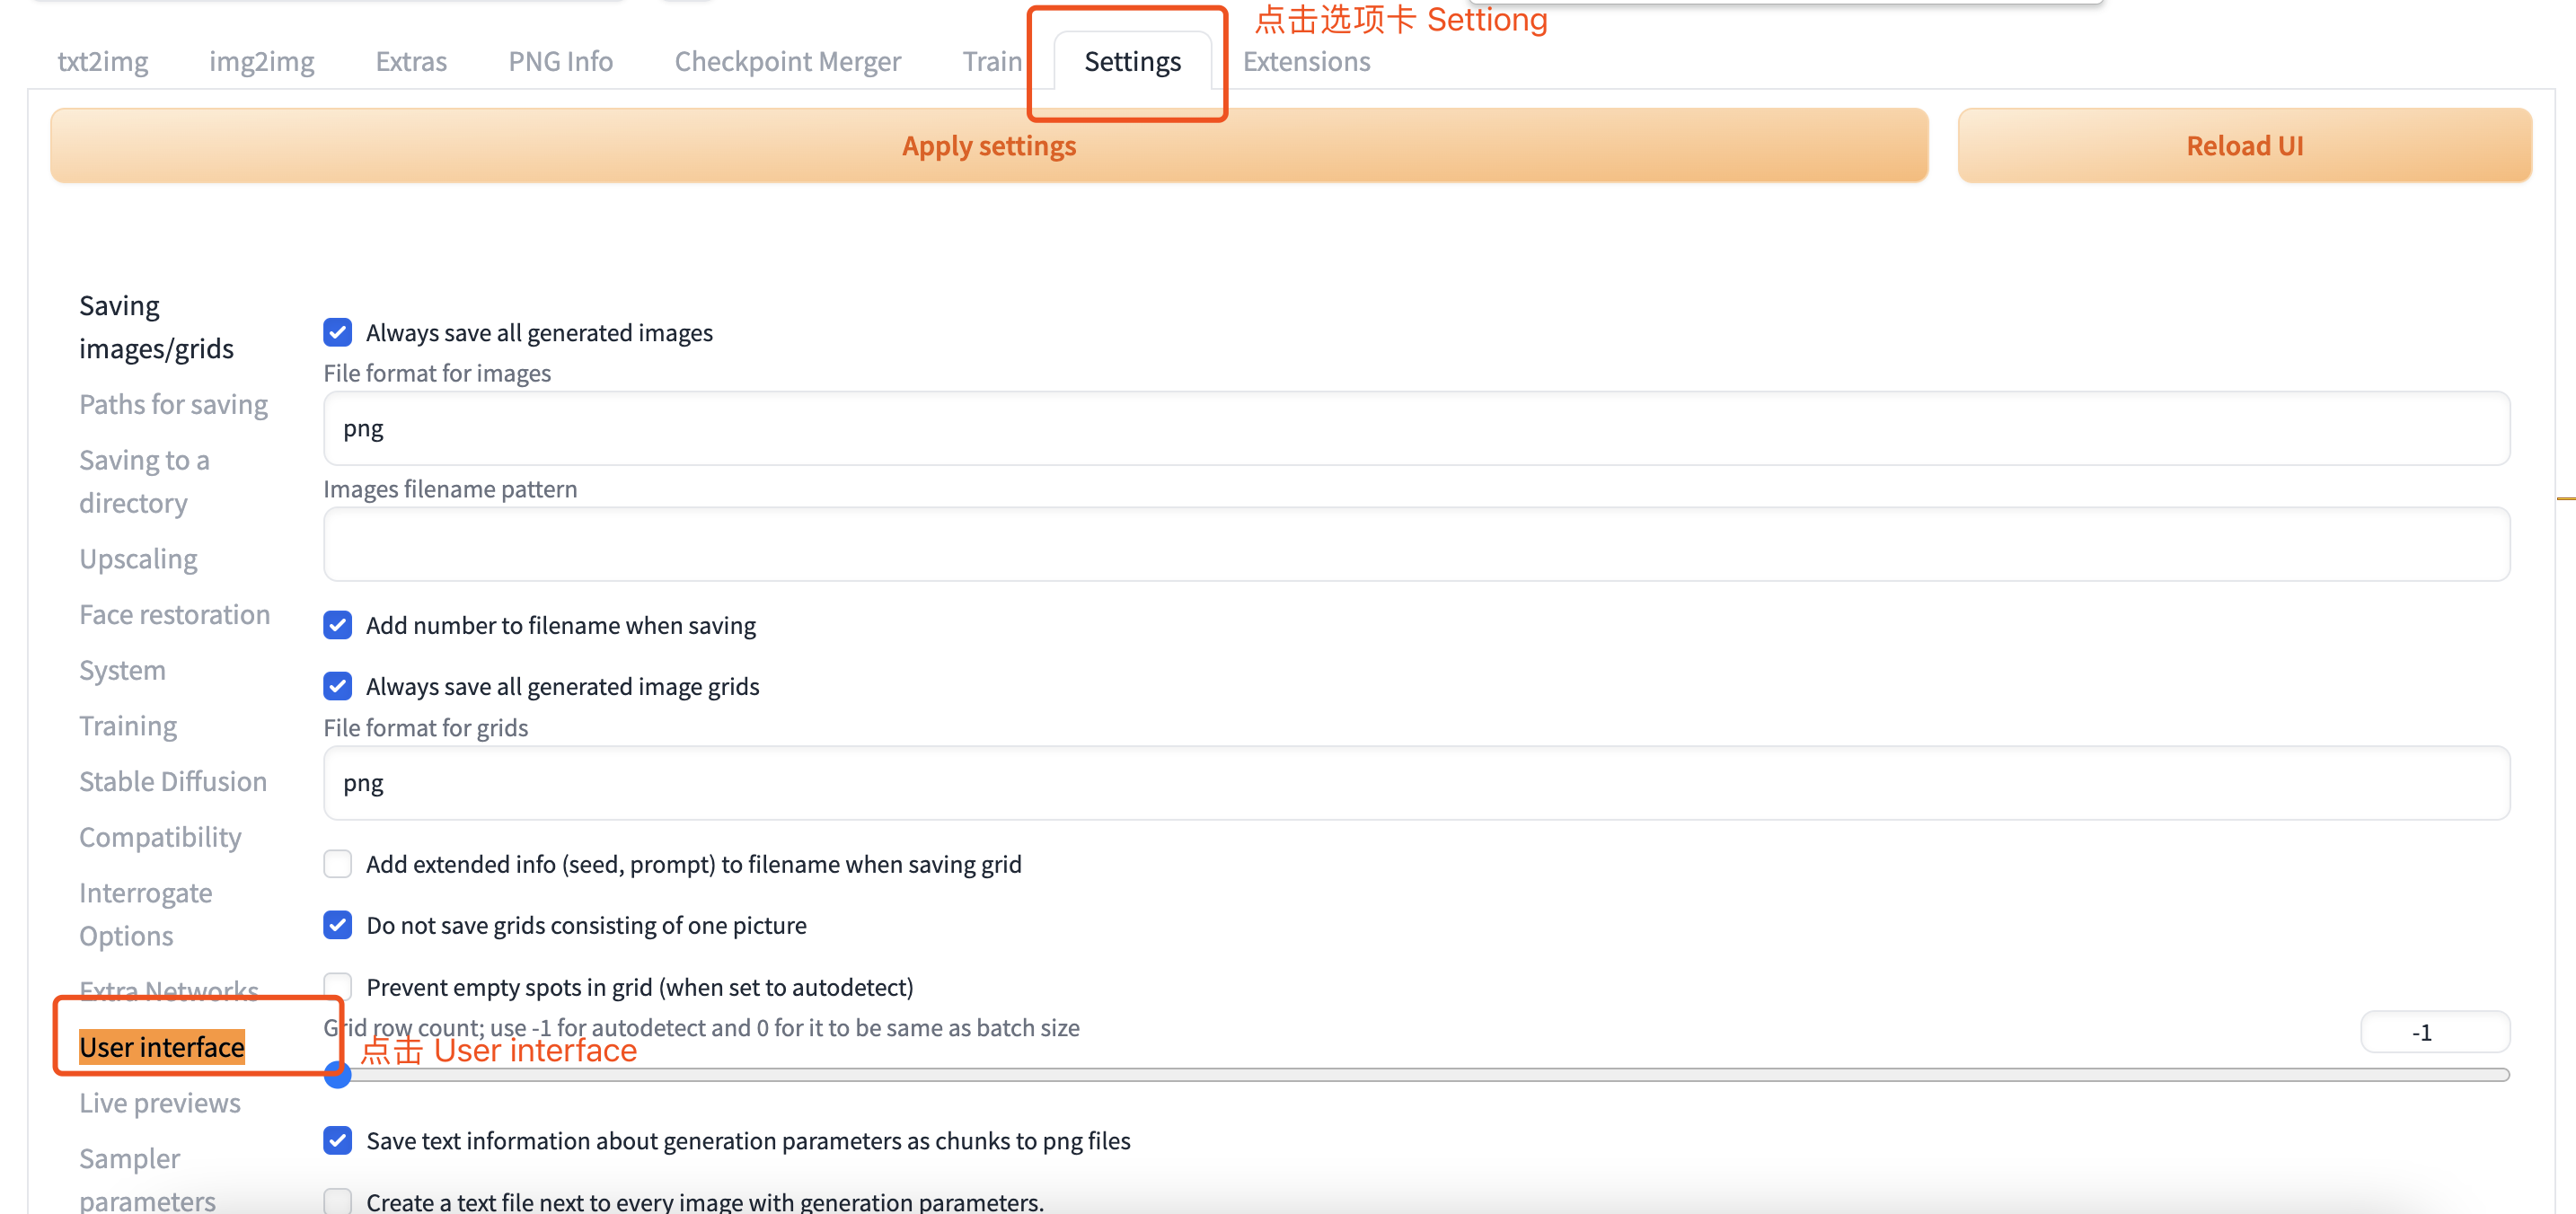 点击选项卡 Settiong
txt2img img2img Extras PNG Info Checkpoint Merger Train Settings Extensions
Apply settings Reload UI
Saving
images/grids
Paths for saving
Saving to a
directory
Upscaling
Face restoration
System
Training
Stable Diffusion
Compatibility
Interrogate
Options
Extra Networks
User interface
点击 User interface
Live previews
Sampler
parameters
Always save all generated images
File format for images
png
Images filename pattern
Add number to filename when saving
Always save all generated image grids
File format for grids
png
Add extended info (seed, prompt) to filename when saving grid
Do not save grids consisting of one picture
Prevent empty spots in grid (when set to autodetect)
Grid row count; use -1 for autodetect and 0 for it to be same as batch size
-1
Save text information about generation parameters as chunks to png files
Create a text file next to every image with generation parameters.